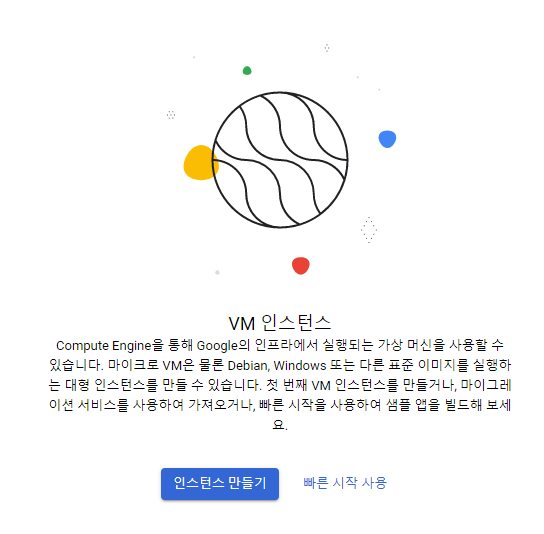 VM 인스턴스
Compute Engine을 통해 Google의 인프라에서 실행되는 가상 머신을 사용할 수
있습니다. 마이크로 VM은 물론 Debian, Windows 또는 다른 표준 이미지를 실행하
는 대형 인스턴스를 만들 수 있습니다. 첫 번째 VM 인스턴스를 만들거나, 마이그레
이션 서비스를 사용하여 가져오거나, 빠른 시작을 사용하여 샘플 앱을 빌드해 보세
요.
인스턴스 만들기
빠른 시작 사용